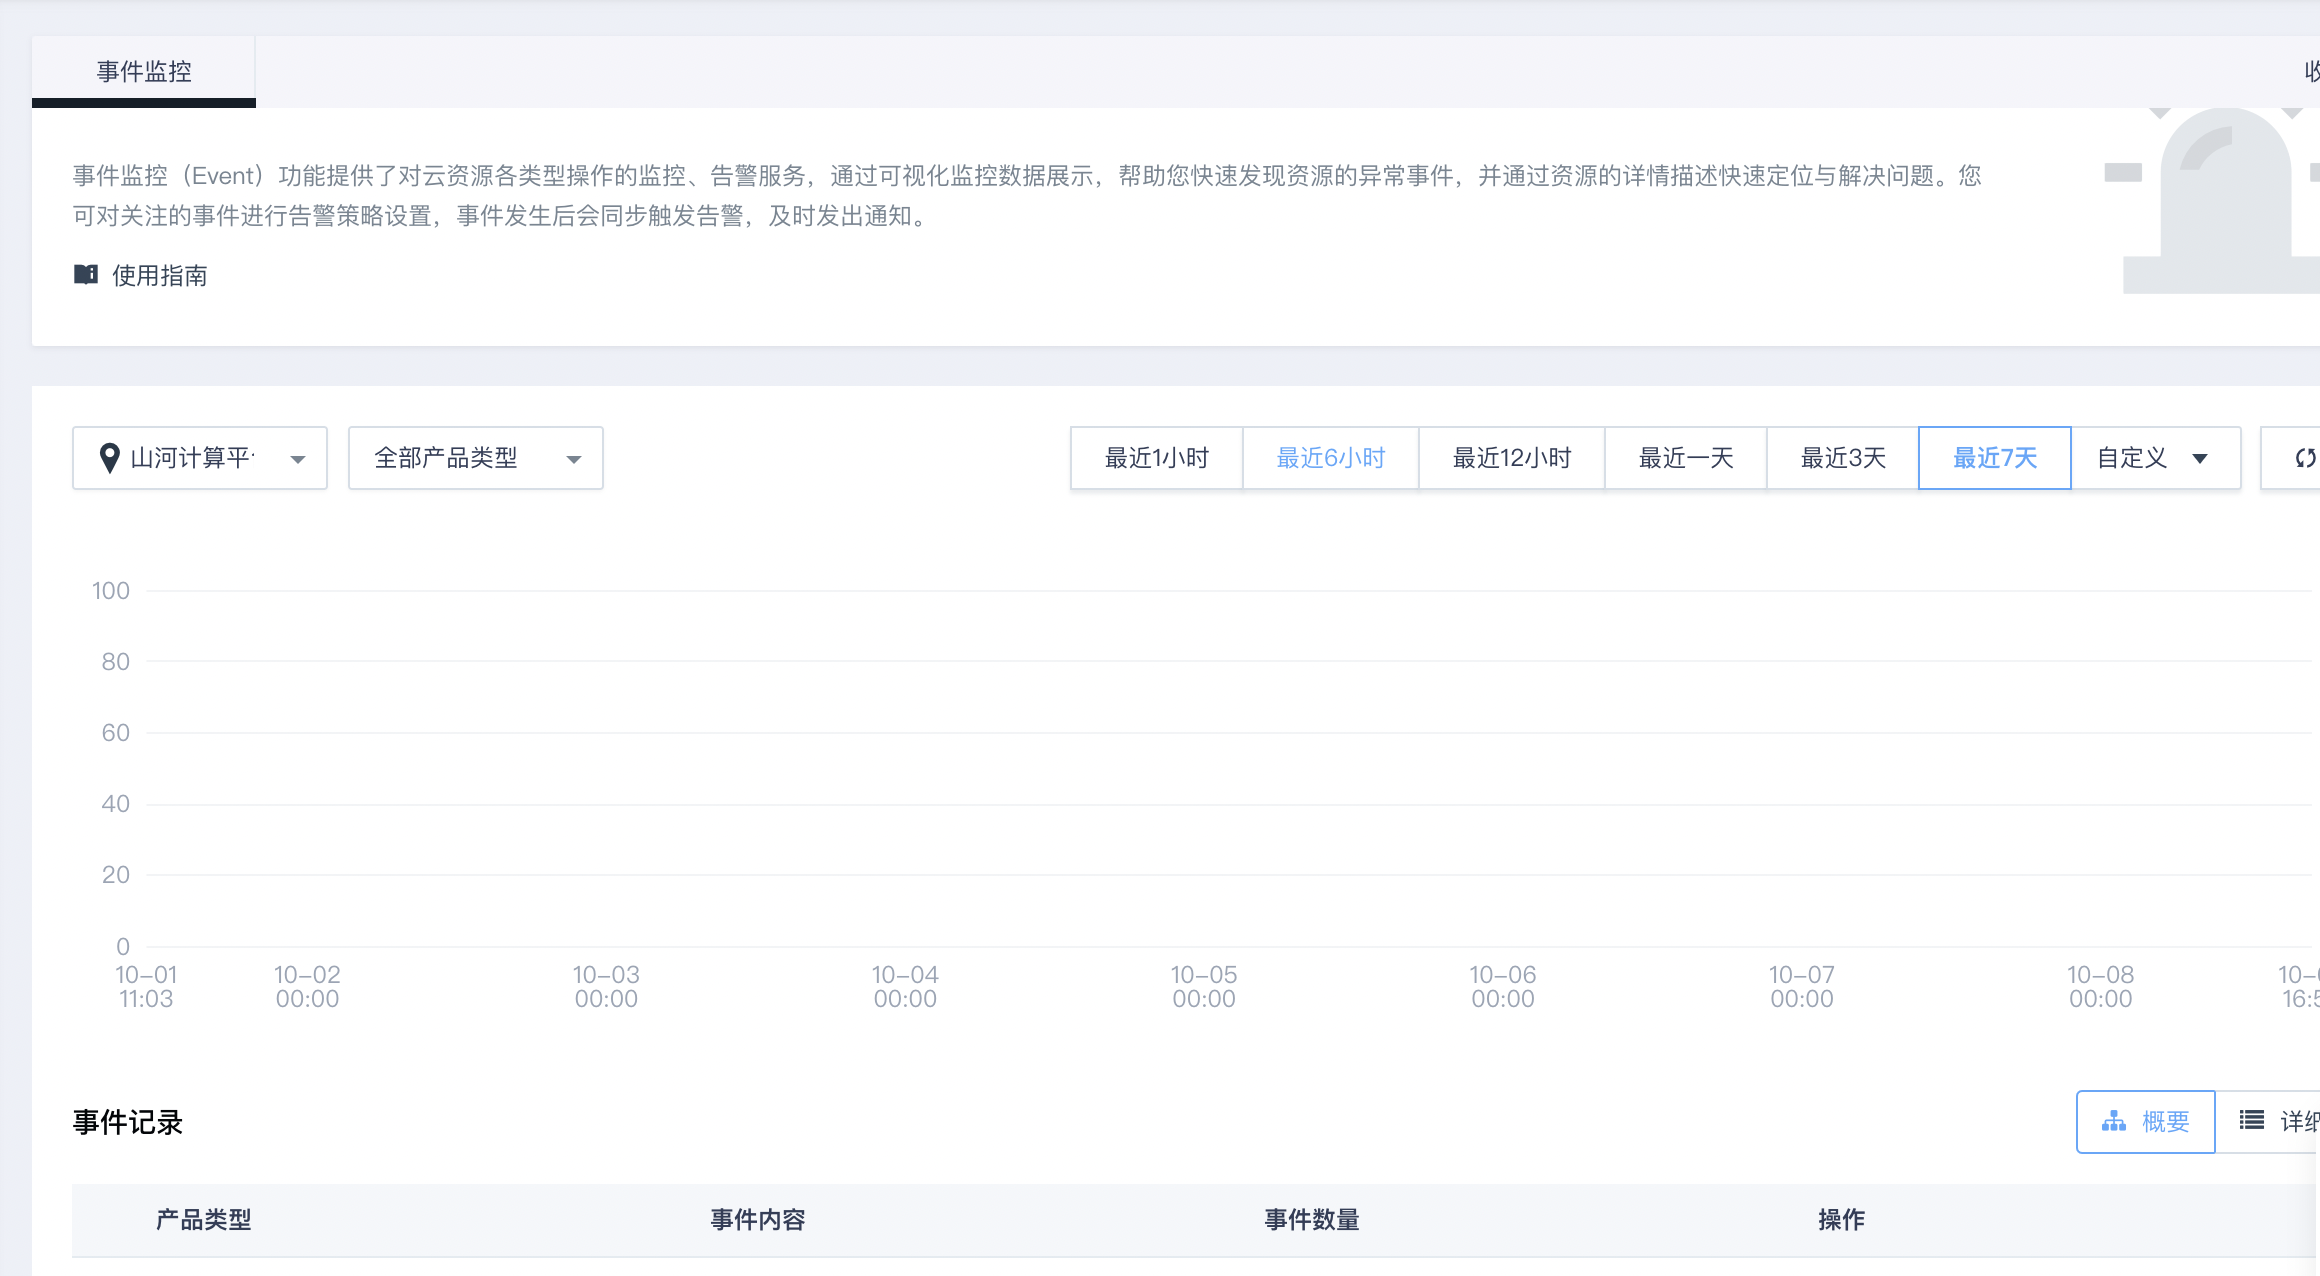 事件监控
事件监控（Event）功能提供了对云资源各类型操作的监控、告警服务，通过可视化监控数据展示，帮助您快速发现资源的异常事件，并通过资源的详情描述快速定位与解决问题。您
可对关注的事件进行告警策略设置，事件发生后会同步触发告警，及时发出通知。
使用指南
山河计算平
全部产品类型
最近1小时
最近6小时
最近12小时
最近一天
最近3天
最近7天
自定义
100
80
60
40
20
0
10-01
11:03
10-02
00:00
10-03
00:00
10-04
00:00
10-05
00:00
10-06
00:00
10-07
00:00
10-08
00:00
10-
16:5
事件记录
概要
详细
产品类型
事件内容
事件数量
操作